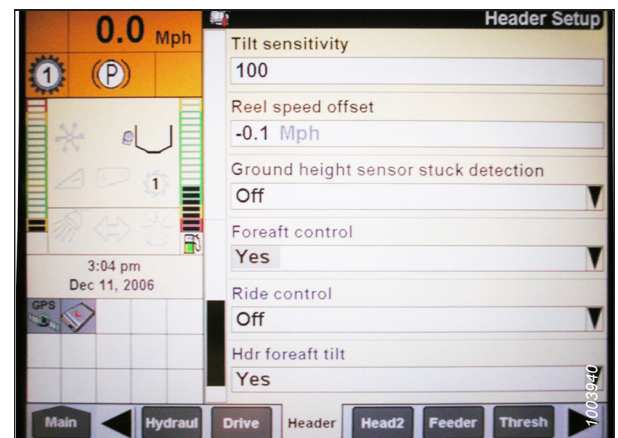 0.0 Mph
Header Setup
1
(P)
Tilt sensitivity
100
Reel speed offset
-0.1 Mph
Ground height sensor stuck detection
Off
1
Foreaft control
Yes
3:04 pm
Dec 11, 2006
Ride control
GPS
Off
Hdr foreaft tilt
Yes
1003940
Main
Hydraul
Drive
Header
Head2
Feeder
Thresh